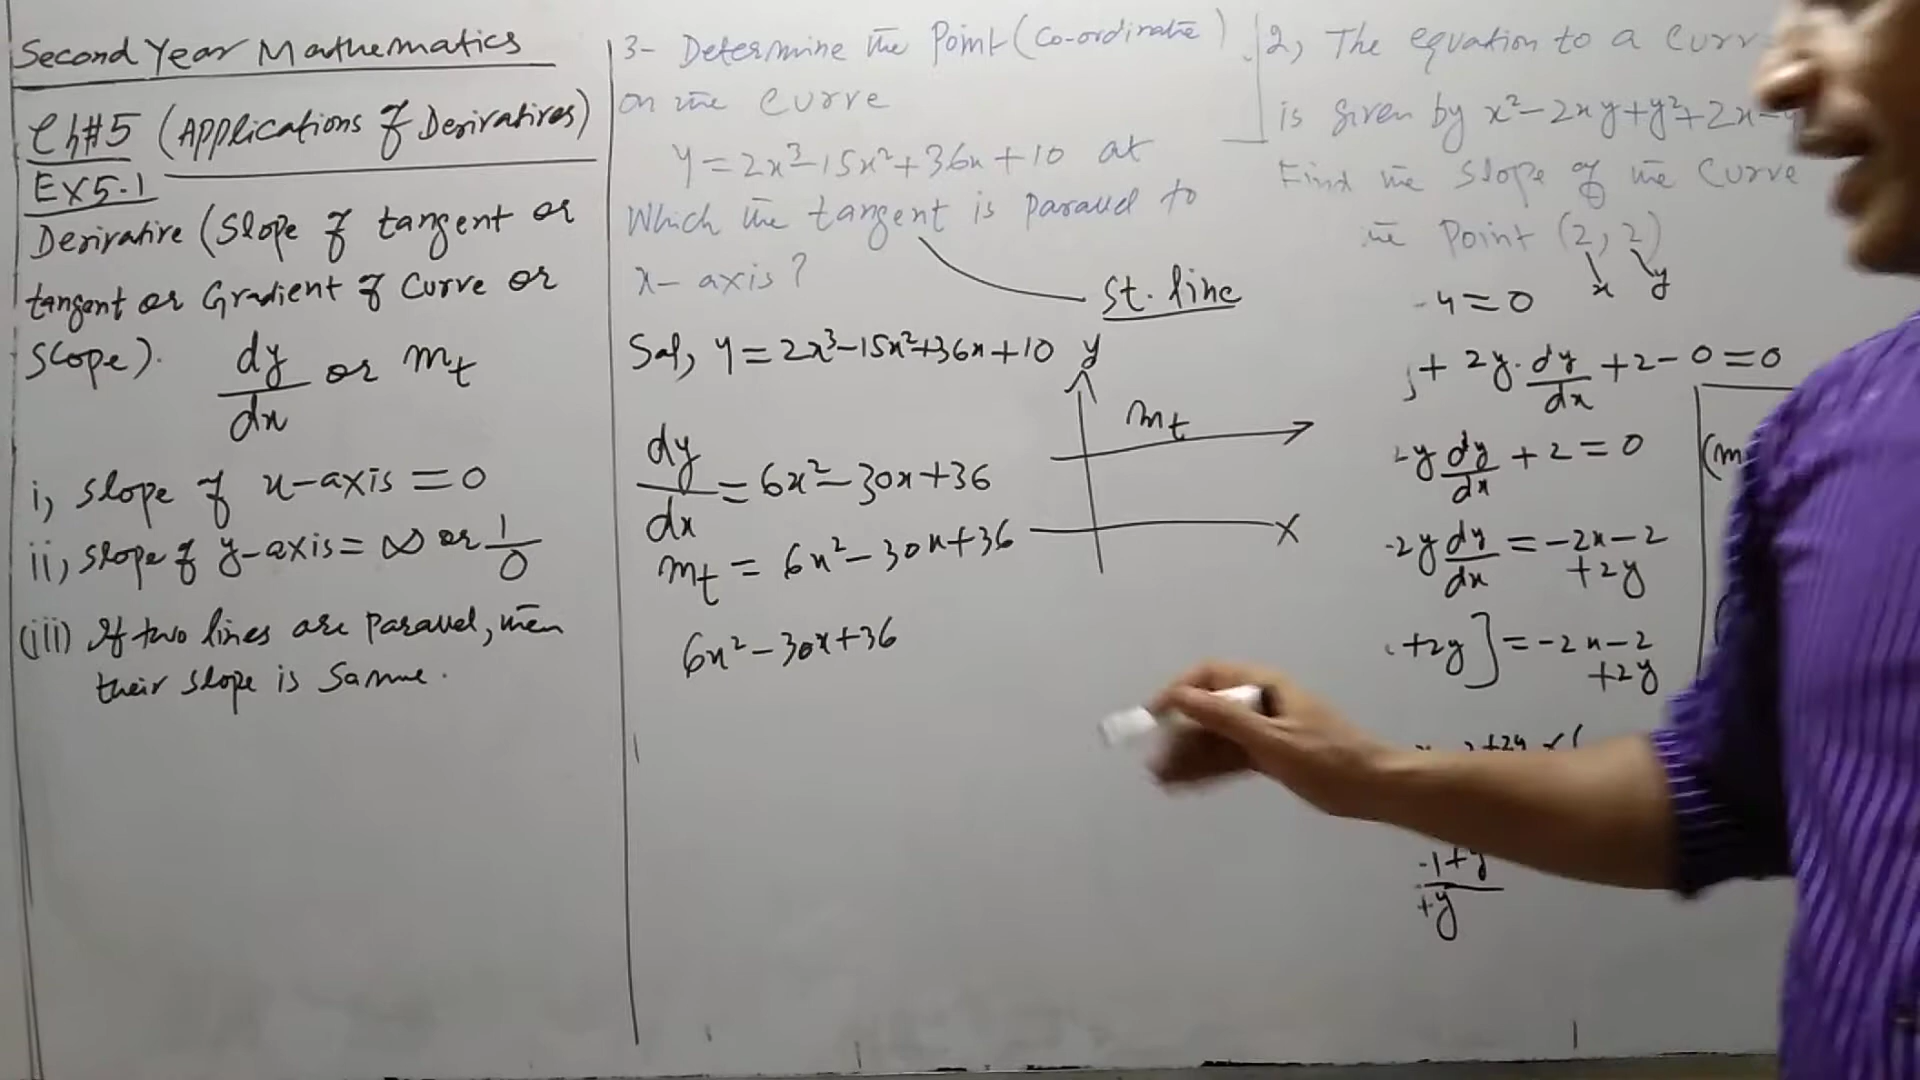 Second Year Mathematics
Ch#5 (Applications of Derivatives)
EX5.1
Derivative (Slope of tangent or
tangent or Gradient of Curve or
Slope). dy/dx or mt
i, slope of x-axis = 0
ii, slope of y-axis = ∞ or 1/0
(iii) If two lines are parallel, then
their slope is same.
3- Determine the Point (co-ordinate)
on the curve
y = 2x³-15x²+36x+10 at
Which the tangent is parallel to
x-axis?
St. line
Sol, y = 2x³-15x²+36x+10
y
mt
x
dy/dx = 6x²-30x+36
mt = 6x²-30x+36
6x²-30x+36
2, The equation to a Curv
is given by x²-2xy+y²+2x-4
Find the slope of the Curve
the Point (2, 2)
x y
-4=0
+ 2y.dy/dx +2-0=0
2y dy/dx + 2 = 0
(m
-2y dy/dx = -2x-2
+2y
+2y] = -2x-2
+2y
+2y
-1+y
+y